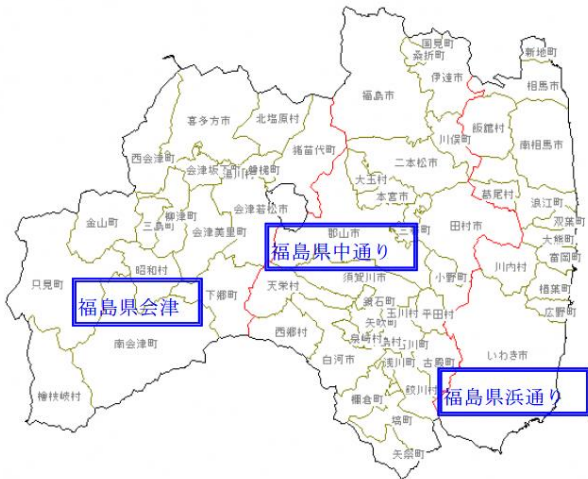 国見町
桑折町
伊達市
新地町
相馬市
福島市
喜多方市
北塩原村
飯舘村
南相馬市
川俣町
猪苗代町
二本松市
西会津町
会津坂下町
湯川村
磐梯町
大玉村
本宮市
葛尾村
浪江町
双葉町
大熊町
富岡町
金山町
三島町
柳津町
会津若松市
会津美里町
郡山市
田村市
川内村
楢葉町
広野町
福島県中通り
只見町
昭和村
下郷町
天栄村
須賀川市
小野町
福島県会津
鏡石町
矢吹町
玉川村
平田村
南会津町
西郷村
泉崎村
白河市
浅川町
古殿町
いわき市
檜枝岐村
棚倉町
鮫川村
福島県浜通り
塙町
矢祭町